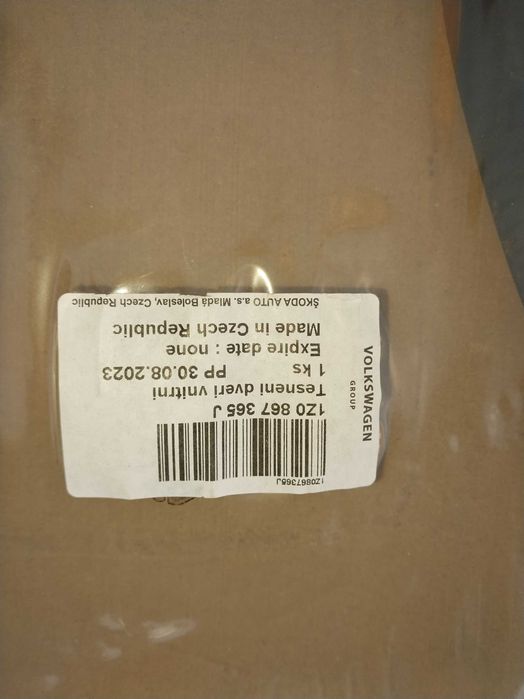 1Z0867365J
1Z0 867 365 J
Tesneni dveri vnitrni
1 ks PP 30.08.2023
Expire date : none
Made in Czech Republic
ŠKODA AUTO a.s. Mladá Boleslav, Czech Republic
VOLKSWAGEN
GROUP